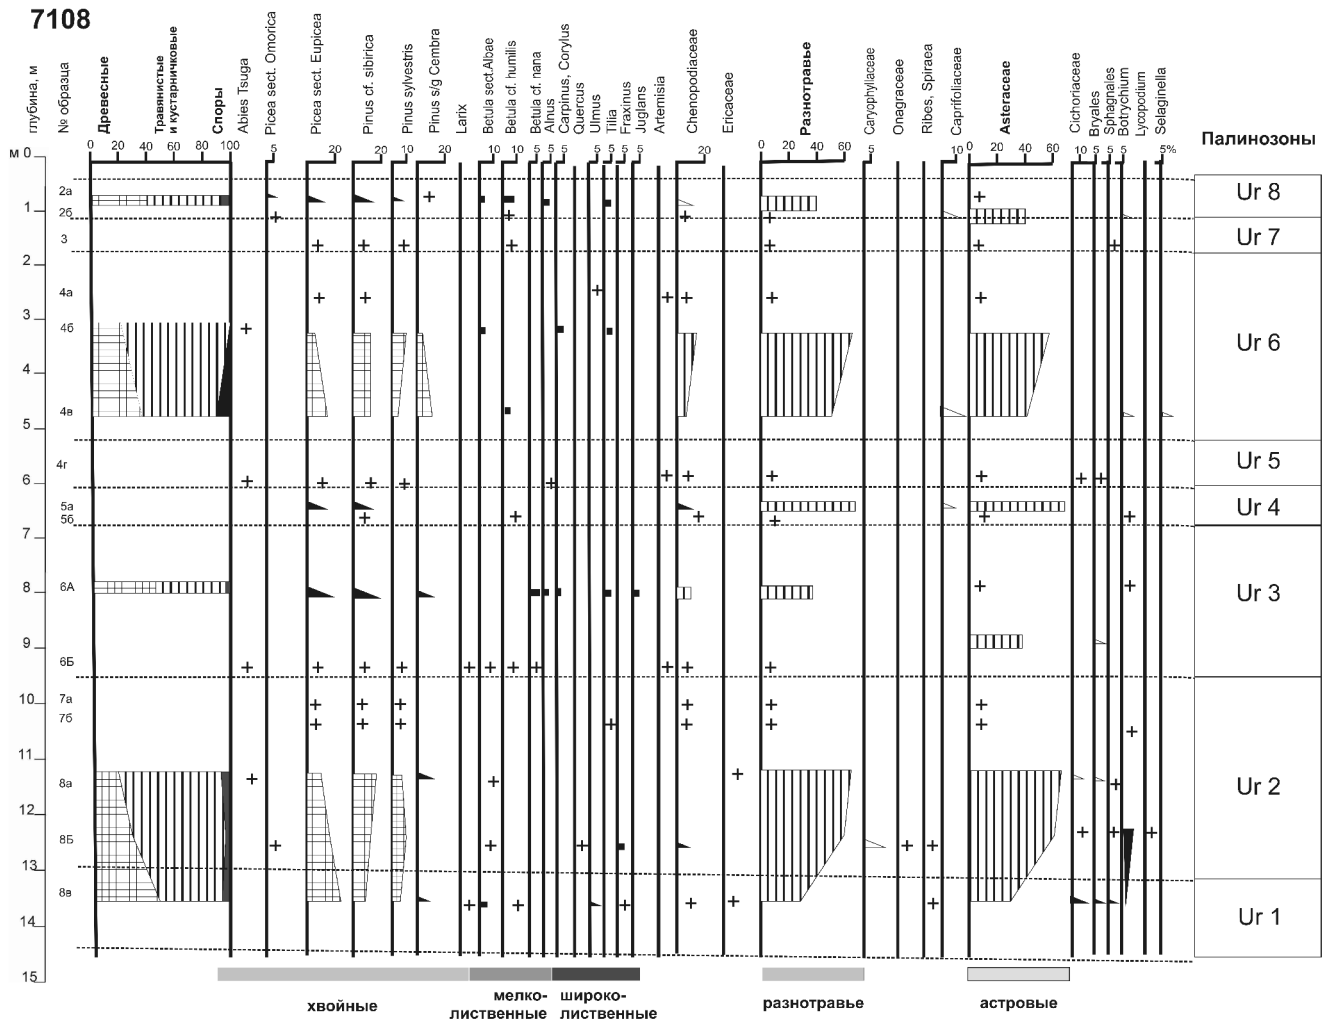 7108
глубина, м
№ образца
Древесные
Травянистые
и кустарничковые
Споры
Abies Tsuga
Picea sect. Omorica
Picea sect. Eupicea
Pinus cf. sibirica
Pinus sylvestris
Pinus s/g Cembra
Larix
Betula sect.Albae
Betula cf. humilis
Betula cf. nana
Alnus
Carpinus, Corylus
Quercus
Ulmus
Tilia
Fraxinus
Juglans
Artemisia
Chenopodiaceae
Ericaceae
Разнотравье
Caryophyllaceae
Onagraceae
Ribes, Spiraea
Caprifoliaceae
Asteraceae
Cichoriaceae
Bryales
Sphagnales
Botrychium
Lycopodium
Selaginella
Палинозоны
м 0
0 20 40 60 80 100 5 20 20 10 20 10 10 5 5 5 5 5 5 5 20 0 20 40 60 5 10 0 20 40 60 10 5 5 5 5%
2а
Ur 8
1
2б
3
Ur 7
2
4а
3
4б
Ur 6
4
4в
5
4г
Ur 5
6
5а
Ur 4
5б
7
6А
8
Ur 3
9
6Б
7а
10
7б
11
8а
Ur 2
12
8Б
13
8в
Ur 1
14
15
хвойные
мелко-
лиственные
широко-
лиственные
разнотравье
астровые